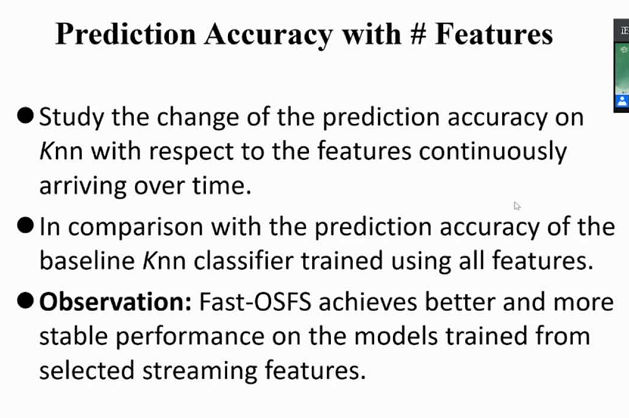 Prediction Accuracy with # Features
● Study the change of the prediction accuracy on
Knn with respect to the features continuously
arriving over time.
● In comparison with the prediction accuracy of the
baseline Knn classifier trained using all features.
● Observation: Fast-OSFS achieves better and more
stable performance on the models trained from
selected streaming features.
正